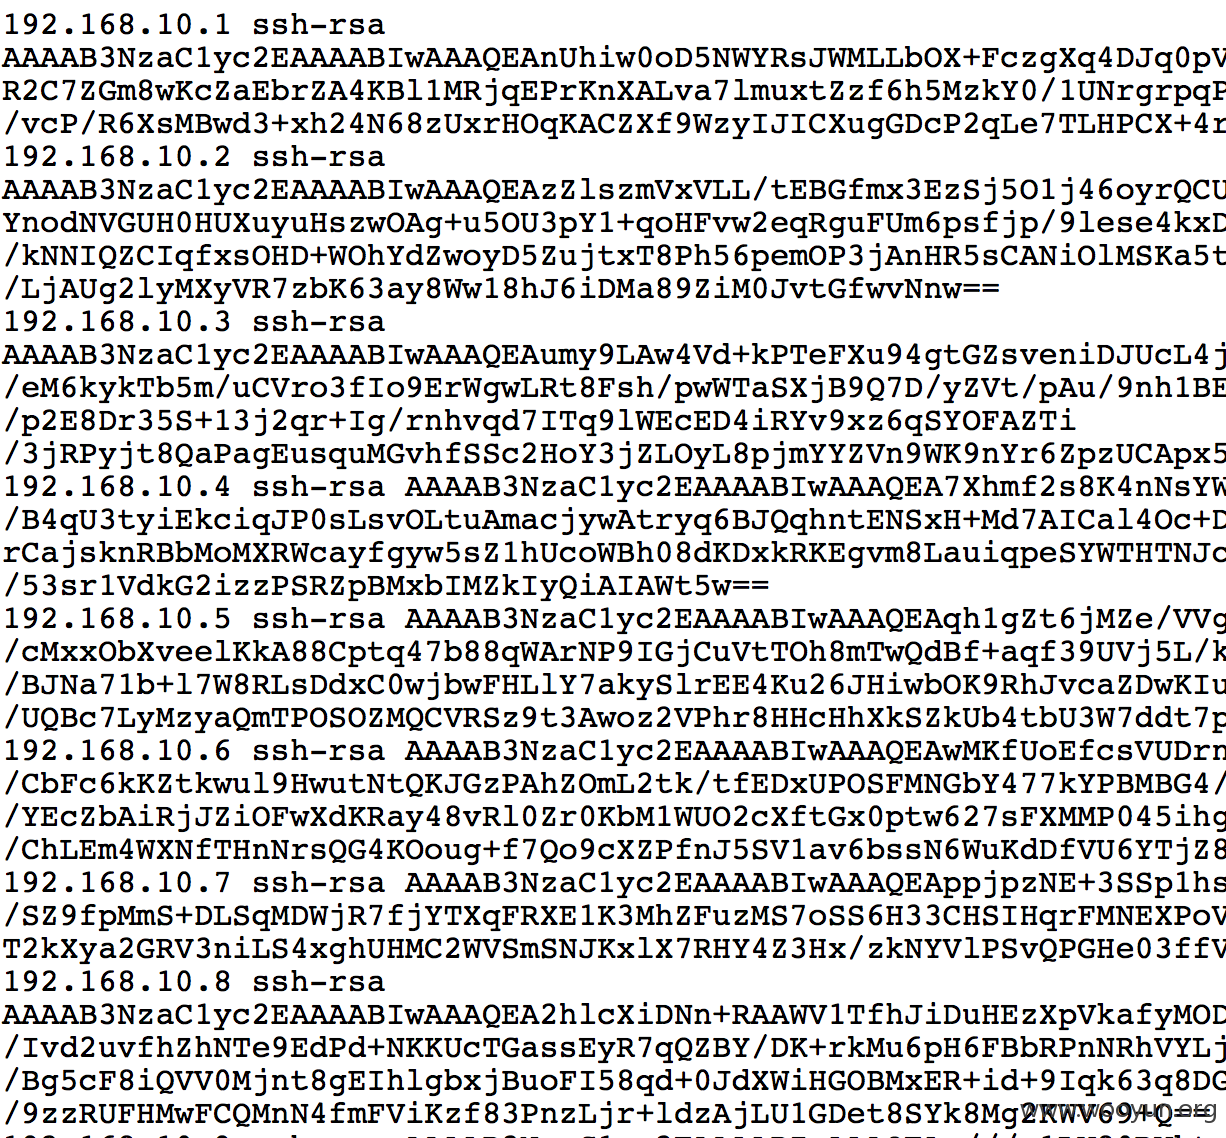 192.168.10.1 ssh-rsa
AAAAB3NzaC1yc2EAAAABIwAAAQEAnUhiw0oD5NWYRsJWMLLbOX+FczgXq4DJq0pV
R2C7ZGm8wKcZaEbrZA4KBl1MRjqEPrKnXALva7lmuxtZzf6h5MzkY0/1UNrgrpqP
/vcP/R6XsMBwd3+xh24N68zUxrHOqKACZXf9WzyIJICXugGDcP2qLe7TLHPCX+4r
192.168.10.2 ssh-rsa
AAAAB3NzaC1yc2EAAAABIwAAAQEAzZlszmVxVLL/tEBGfmx3EzSj5O1j46oyrQCU
YnodNVGUH0HUXuyuHszwOAg+u5OU3pY1+qoHFvw2eqRguFUm6psfjp/9lese4kxD
/kNNIQZCIqfxsOHD+WOhYdZwoyD5ZujtxT8Ph56pemOP3jAnHR5sCANiOlMSKa5t
/LjAUg2lyMXyVR7zbK63ay8Ww18hJ6iDMa89ZiM0JvtGfwvNnw==
192.168.10.3 ssh-rsa
AAAAB3NzaC1yc2EAAAABIwAAAQEAumy9LAw4Vd+kPTeFXu94gtGZsveniDJUcL4j
/eM6kykTb5m/uCVro3fIo9ErWgwLRt8Fsh/pwWTaSXjB9Q7D/yZVt/pAu/9nh1BE
/p2E8Dr35S+13j2qr+Ig/rnhvqd7ITq9lWEcED4iRYv9xz6qSYOFAZTi
/3jRPyjt8QaPagEusquMGvhfSSc2HoY3jZLOyL8pjmYYZVn9WK9nYr6ZpzUCApx5
192.168.10.4 ssh-rsa AAAAB3NzaC1yc2EAAAABIwAAAQEA7Xhmf2s8K4nNsYW
/B4qU3tyiEkciqJP0sLsvOLtuAmacjywAtryq6BJQqhntENSxH+Md7AICal4Oc+D
rCajsknRBbMoMXRWcayfgyw5sZ1hUcoWBh08dKDxkRKEgvm8LauiqpeSYWTHTNJc
/53sr1VdkG2izzPSRZpBMxbIMZkIyQiAIAWt5w==
192.168.10.5 ssh-rsa AAAAB3NzaC1yc2EAAAABIwAAAQEAqh1gZt6jMZe/VVg
/cMxxObXveelKkA88Cptq47b88qWArNP9IGjCuVtTOh8mTwQdBf+aqf39UVj5L/k
/BJNa71b+l7W8RLsDdxC0wjbwFHLlY7akySlrEE4Ku26JHiwbOK9RhJvcaZDwKIu
/UQBc7LyMzyaQmTPOSOZMQCVRSz9t3Awoz2VPhr8HHcHhXkSZkUb4tbU3W7ddt7p
192.168.10.6 ssh-rsa AAAAB3NzaC1yc2EAAAABIwAAAQEAwMKfUoEfcsVUDrn
/CbFc6kKZtkwul9HwutNtQKJGzPAhZOmL2tk/tfEDxUPOSFMNGbY477kYPBMBG4/
/YEcZbAiRjJZiOFwXdKRay48vRl0Zr0KbM1WUO2cXftGx0ptw627sFXMMP045ihg
/ChLEm4WXNfTHnNrsQG4KOoug+f7Qo9cXZPfnJ5SV1av6bssN6WuKdDfVU6YTjZ8
192.168.10.7 ssh-rsa AAAAB3NzaC1yc2EAAAABIwAAAQEAppjpzNE+3SSp1hs
/SZ9fpMmS+DLSqMDWjR7fjYTXqFRXE1K3MhZFuzMS7oSS6H33CHSIHqrFMNEXPoV
T2kXya2GRV3niLS4xghUHMC2WVSmSNJKxlX7RHY4Z3Hx/zkNYVlPSvQPGHe03ffV
192.168.10.8 ssh-rsa
AAAAB3NzaC1yc2EAAAABIwAAAQEA2hlcXiDNn+RAAWV1TfhJiDuHEzXpVkafyMOD
/Ivd2uvfhZhNTe9EdPd+NKKUcTGassEyR7qQZBY/DK+rkMu6pH6FBbRPnNRhVYLj
/Bg5cF8iQVV0Mjnt8gEIhlgbxjBuoFI58qd+0JdXWiHGOBMxER+id+9Iqk63q8DG
/9zzRUFHMwFCQMnN4fmFViKzf83PnzLjr+ldzAjLU1GDet8SYk8Mg2RWV69+Q==
www.wooyun.org